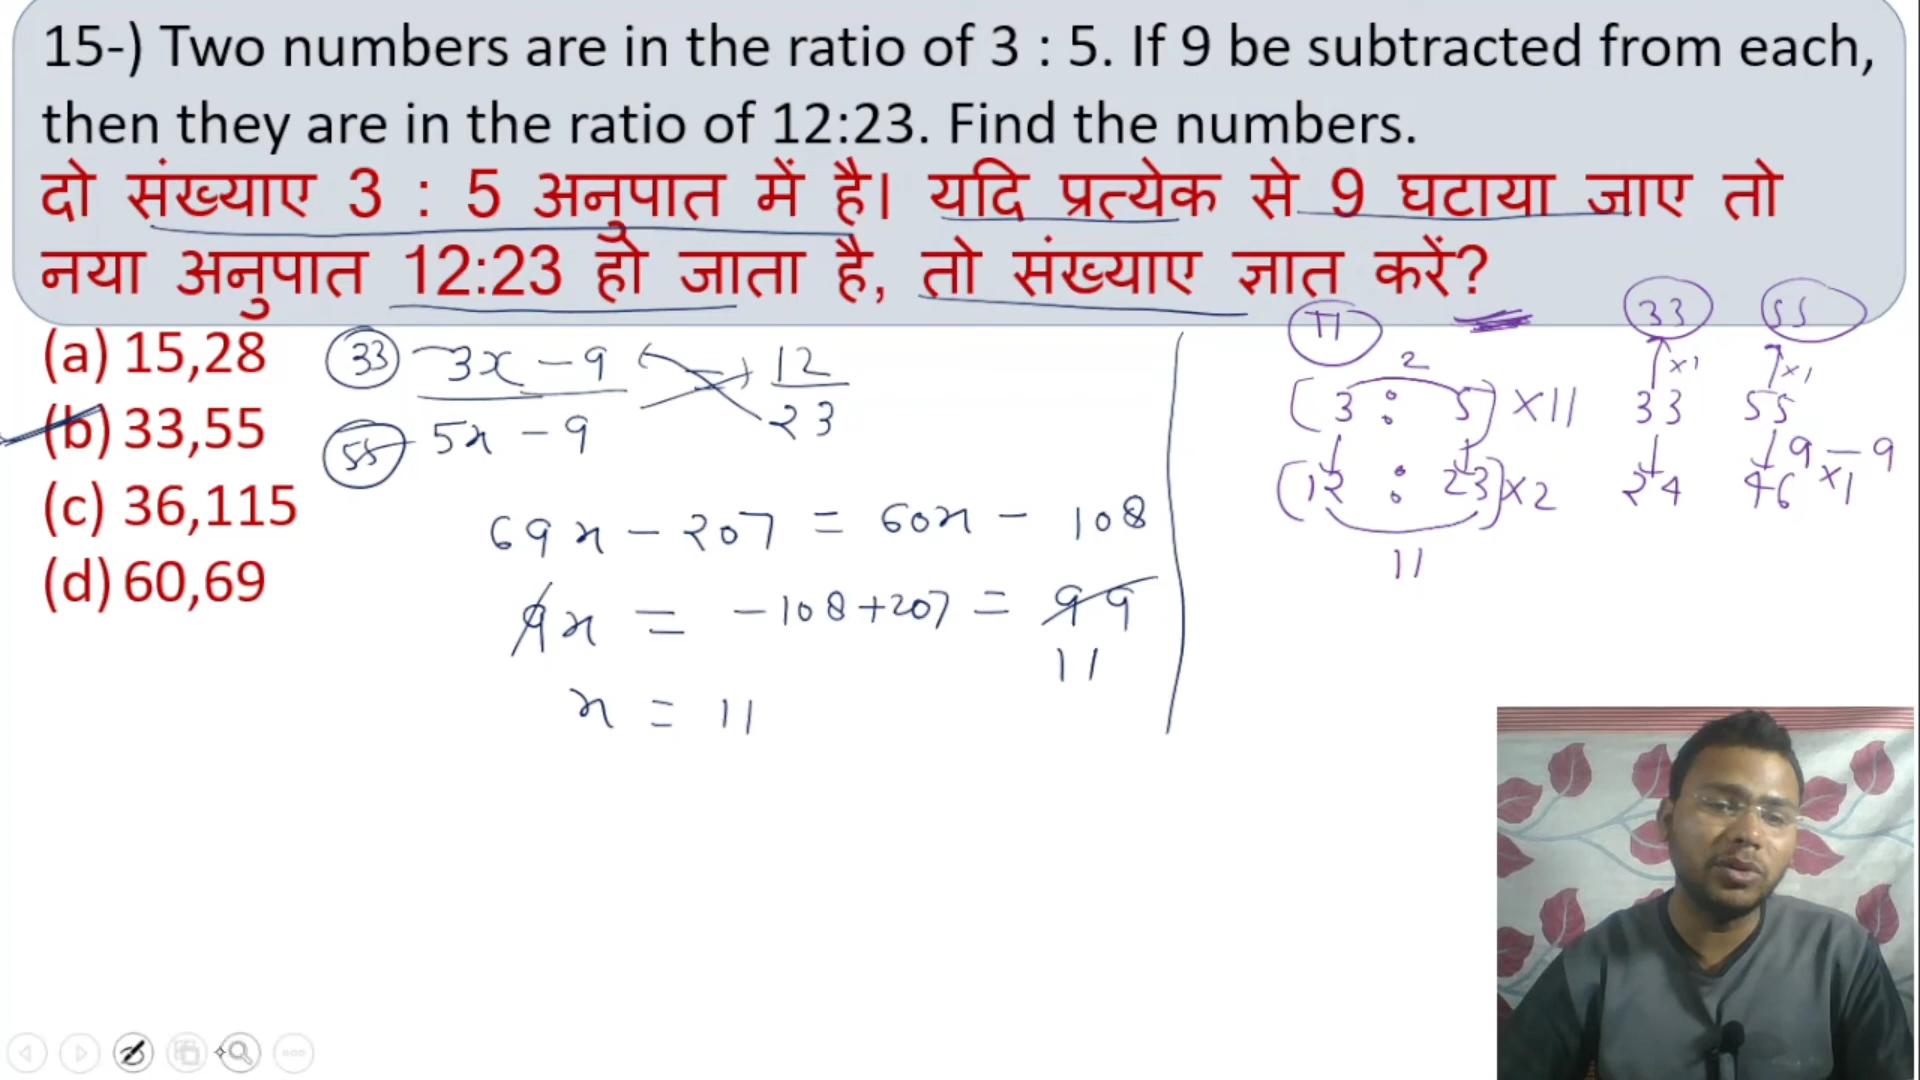 15-) Two numbers are in the ratio of 3 : 5. If 9 be subtracted from each,
then they are in the ratio of 12:23. Find the numbers.
दो संख्याए 3 : 5 अनुपात में है। यदि प्रत्येक से 9 घटाया जाए तो
नया अनुपात 12:23 हो जाता है, तो संख्याए ज्ञात करें?
(a) 15,28
(b) 33,55
(c) 36,115
(d) 60,69
33 3x - 9 = 12
55 5x - 9 23
69x - 207 = 60x - 108
9x = -108+207 = 99
11
x = 11
11 33 55
2 ×1 ×1
(3 : 5) ×11 33 55
9 - 9
(12 : 23) ×2 24 46 ×1
11